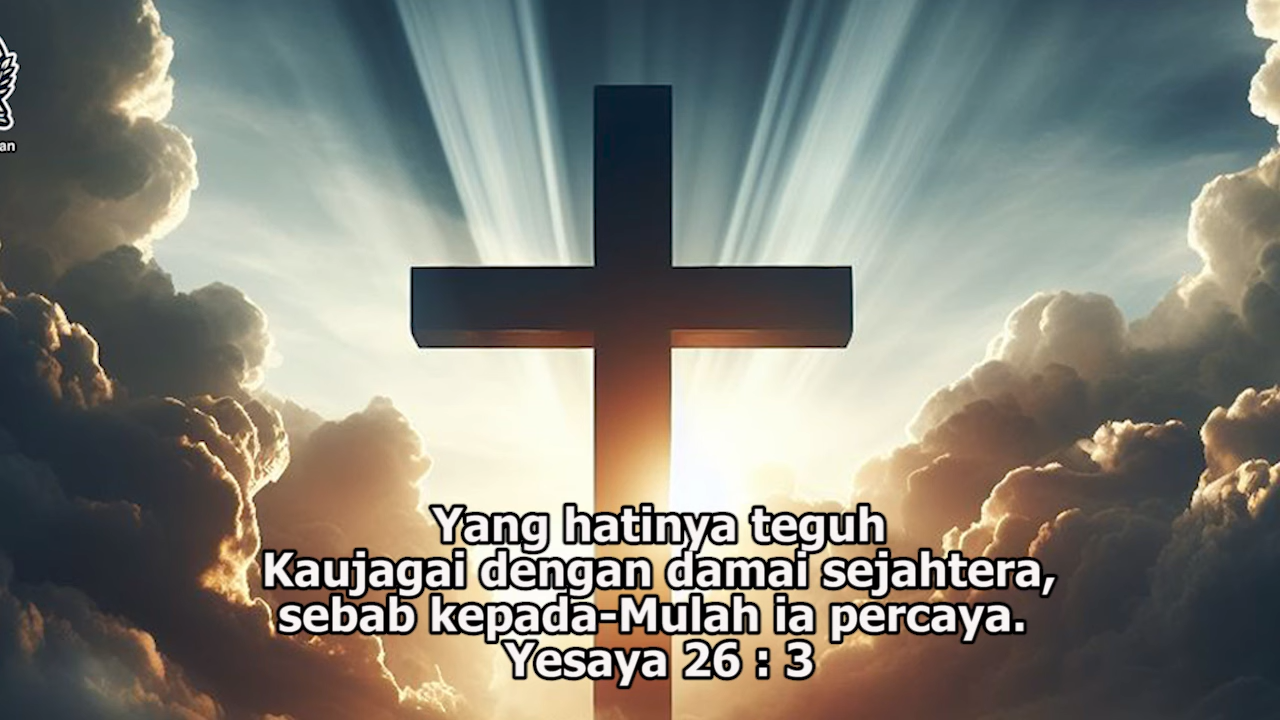 Yang hatinya teguh
Kaujagai dengan damai sejahtera,
sebab kepada-Mulah ia percaya.
Yesaya 26 : 3